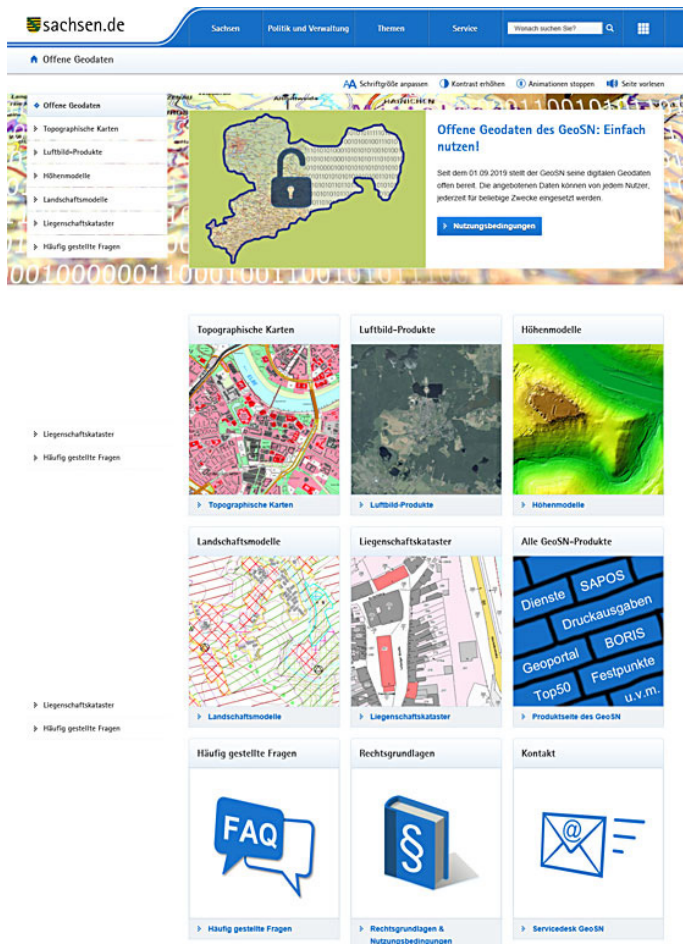 sachsen.de
Sachsen
Politik und Verwaltung
Themen
Service
Wonach suchen Sie?
Offene Geodaten
Schriftgröße anpassen
Kontrast erhöhen
Animationen stoppen
Seite vorlesen
Offene Geodaten
Topographische Karten
Luftbild-Produkte
Höhenmodelle
Landschaftsmodelle
Liegenschaftskataster
Häufig gestellte Fragen
Offene Geodaten des GeoSN: Einfach
nutzen!
Seit dem 01.09.2019 stellt der GeoSN seine digitalen Geodaten
offen bereit. Die angebotenen Daten können von jedem Nutzer,
jederzeit für beliebige Zwecke eingesetzt werden.
Nutzungsbedingungen
Topographische Karten
Luftbild-Produkte
Höhenmodelle
Liegenschaftskataster
Häufig gestellte Fragen
Topographische Karten
Luftbild-Produkte
Höhenmodelle
Landschaftsmodelle
Liegenschaftskataster
Alle GeoSN-Produkte
Dienste
SAPOS
Druckausgaben
Geoportal
BORIS
Top50
Festpunkte
u.v.m.
Liegenschaftskataster
Häufig gestellte Fragen
Landschaftsmodelle
Liegenschaftskataster
Produktseite des GeoSN
Häufig gestellte Fragen
Rechtsgrundlagen
Kontakt
FAQ
§
@
Häufig gestellte Fragen
Rechtsgrundlagen &
Nutzungsbedingungen
Servicedesk GeoSN